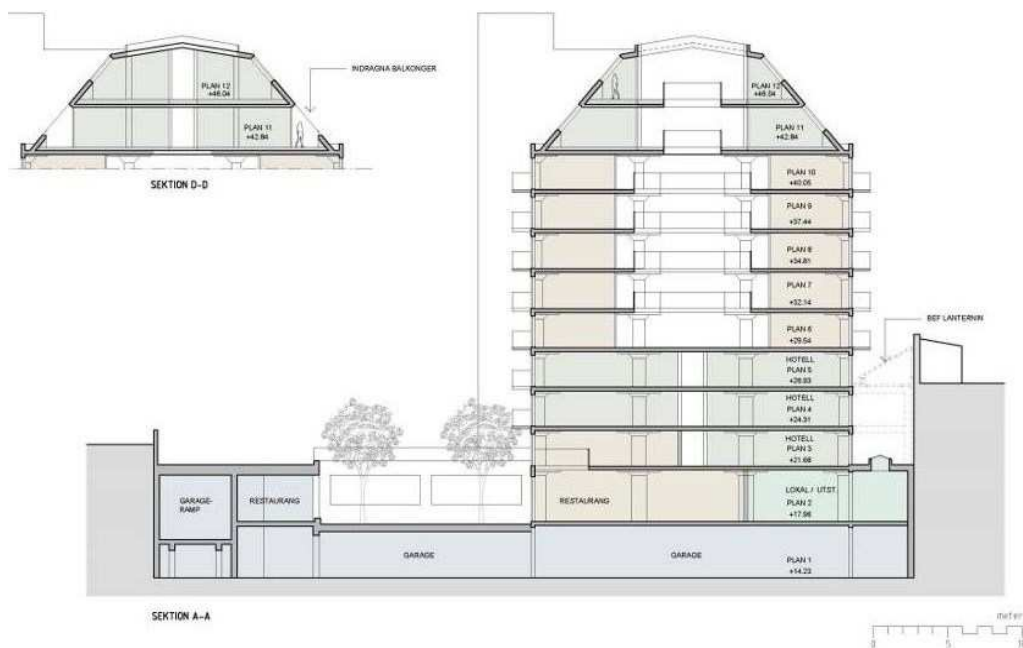 INDRAGNA BALKONGER
PLAN 12
+46.04
PLAN 11
+42.84
SEKTION D-D
PLAN 12
+46.04
PLAN 11
+42.84
PLAN 10
+40.05
PLAN 9
+37.44
PLAN 8
+34.81
PLAN 7
+32.14
PLAN 6
+29.54
BEF LANTERNIN
HOTELL
PLAN 5
+26.93
HOTELL
PLAN 4
+24.31
HOTELL
PLAN 3
+21.66
GARAGE-
RAMP
RESTAURANG
RESTAURANG
LOKAL / UTST.
PLAN 2
+17.96
GARAGE
GARAGE
PLAN 1
+14.23
SEKTION A-A
meter
0 5